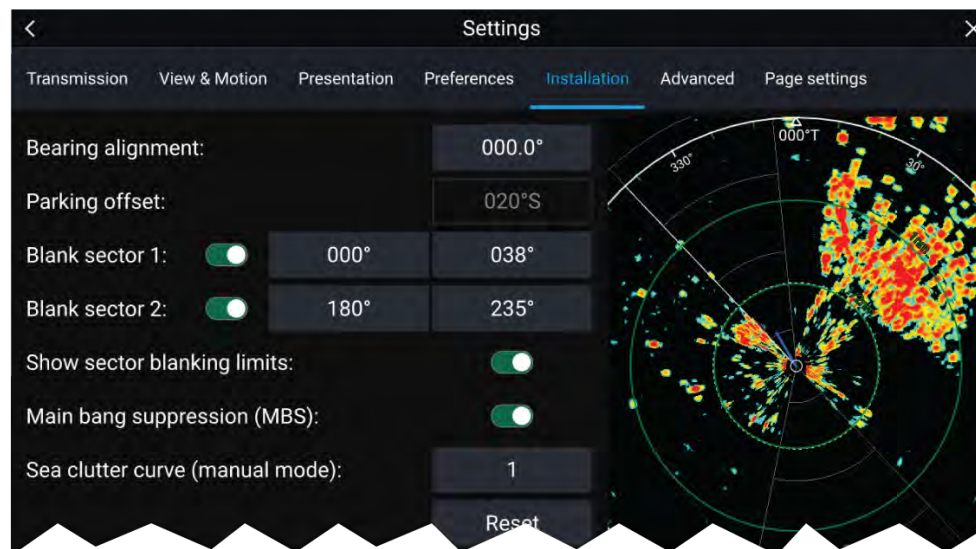 Settings
Transmission View & Motion Presentation Preferences Installation Advanced Page settings
Bearing alignment: 000.0°
Parking offset: 020°S
Blank sector 1: 000° 038°
Blank sector 2: 180° 235°
Show sector blanking limits:
Main bang suppression (MBS):
Sea clutter curve (manual mode): 1
Reset
000°T
330°
30°